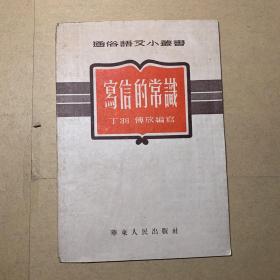 通俗語文小叢書
寫信的常識
丁羽 傅欣編寫
華東人民出版社